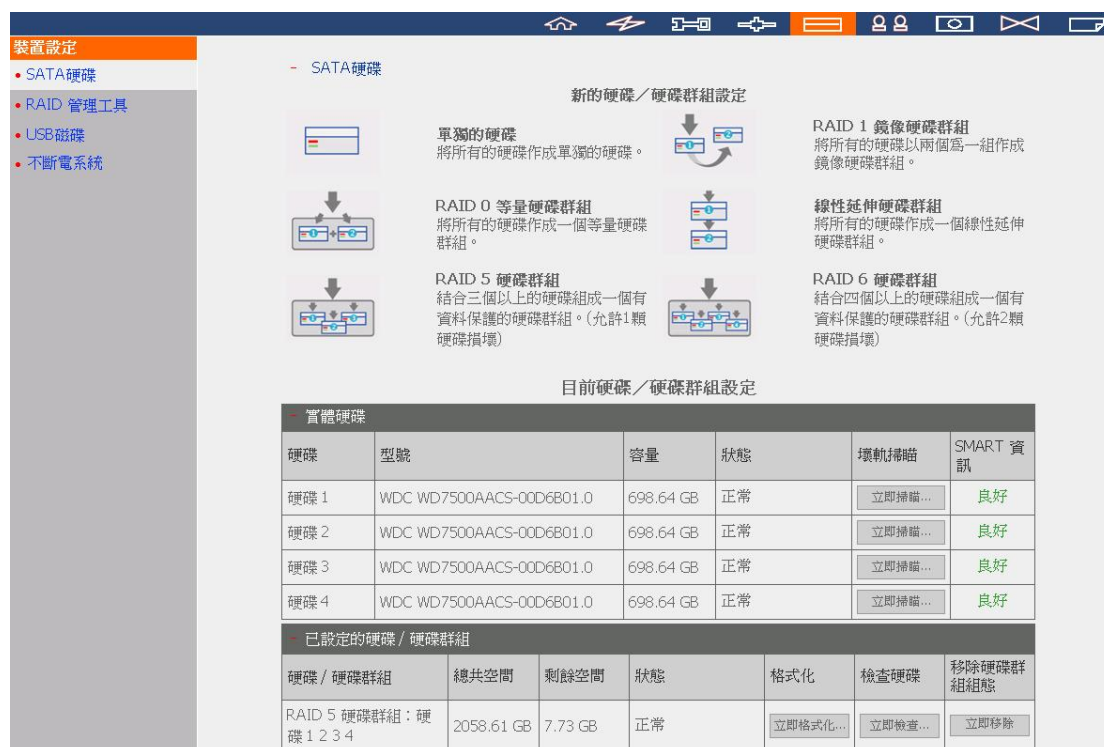 裝置設定
• SATA硬碟
• RAID 管理工具
• USB磁碟
• 不斷電系統
- SATA硬碟
新的硬碟／硬碟群組設定
單獨的硬碟
將所有的硬碟作成單獨的硬碟。
RAID 1 鏡像硬碟群組
將所有的硬碟以兩個為一組作成
鏡像硬碟群組。
RAID 0 等量硬碟群組
將所有的硬碟作成一個等量硬碟
群組。
線性延伸硬碟群組
將所有的硬碟作成一個線性延伸
硬碟群組。
RAID 5 硬碟群組
結合三個以上的硬碟組成一個有
資料保護的硬碟群組。(允許1顆
硬碟損壞)
RAID 6 硬碟群組
結合四個以上的硬碟組成一個有
資料保護的硬碟群組。(允許2顆
硬碟損壞)
目前硬碟／硬碟群組設定
- 實體硬碟
硬碟 型號 容量 狀態 壞軌掃瞄 SMART 資
訊
硬碟 1 WDC WD7500AACS-00D6B01.0 698.64 GB 正常 立即掃瞄... 良好
硬碟 2 WDC WD7500AACS-00D6B01.0 698.64 GB 正常 立即掃瞄... 良好
硬碟 3 WDC WD7500AACS-00D6B01.0 698.64 GB 正常 立即掃瞄... 良好
硬碟 4 WDC WD7500AACS-00D6B01.0 698.64 GB 正常 立即掃瞄... 良好
- 已設定的硬碟 / 硬碟群組
硬碟 / 硬碟群組 總共空間 剩餘空間 狀態 格式化 檢查硬碟 移除硬碟群
組組態
RAID 5 硬碟群組：硬
碟 1 2 3 4 2058.61 GB 7.73 GB 正常 立即格式化... 立即檢查... 立即移除